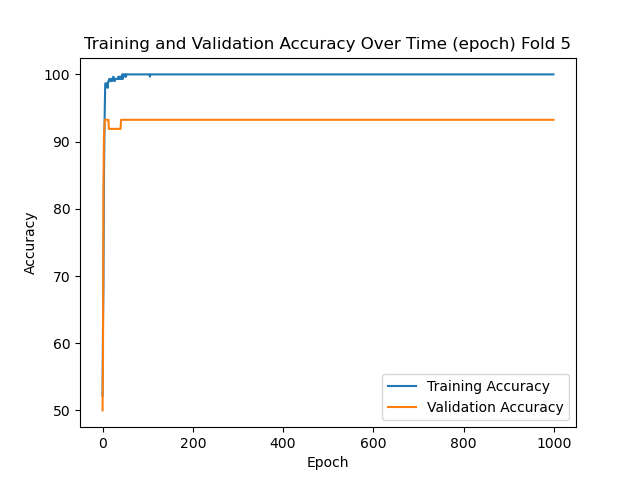 Training and Validation Accuracy Over Time (epoch) Fold 5
100
90
80
70
60
50
Accuracy
0
200
400
600
800
1000
Epoch
Training Accuracy
Validation Accuracy